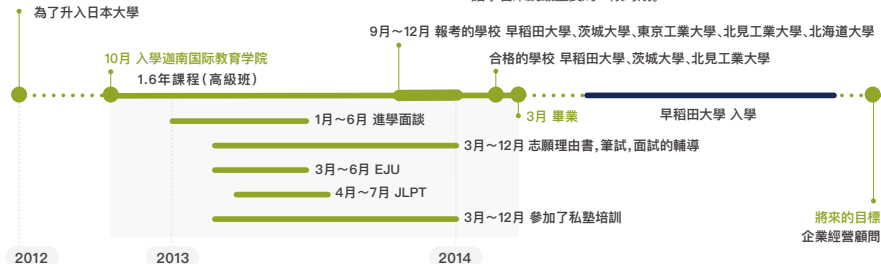 為了升入日本大學
9月～12月 報考的學校 早稻田大學、茨城大學、東京工業大學、北見工業大學、北海道大學
10月 入學迦南国际教育学院
1.6年課程（高級班）
合格的學校 早稻田大學、茨城大學、北見工業大學
3月 畢業
早稻田大學 入學
1月～6月 進學面談
3月～12月 志願理由書，筆試，面試的輔導
3月～6月 EJU
4月～7月 JLPT
3月～12月 參加了私塾培訓
將來的目標
企業經營顧問
2012
2013
2014